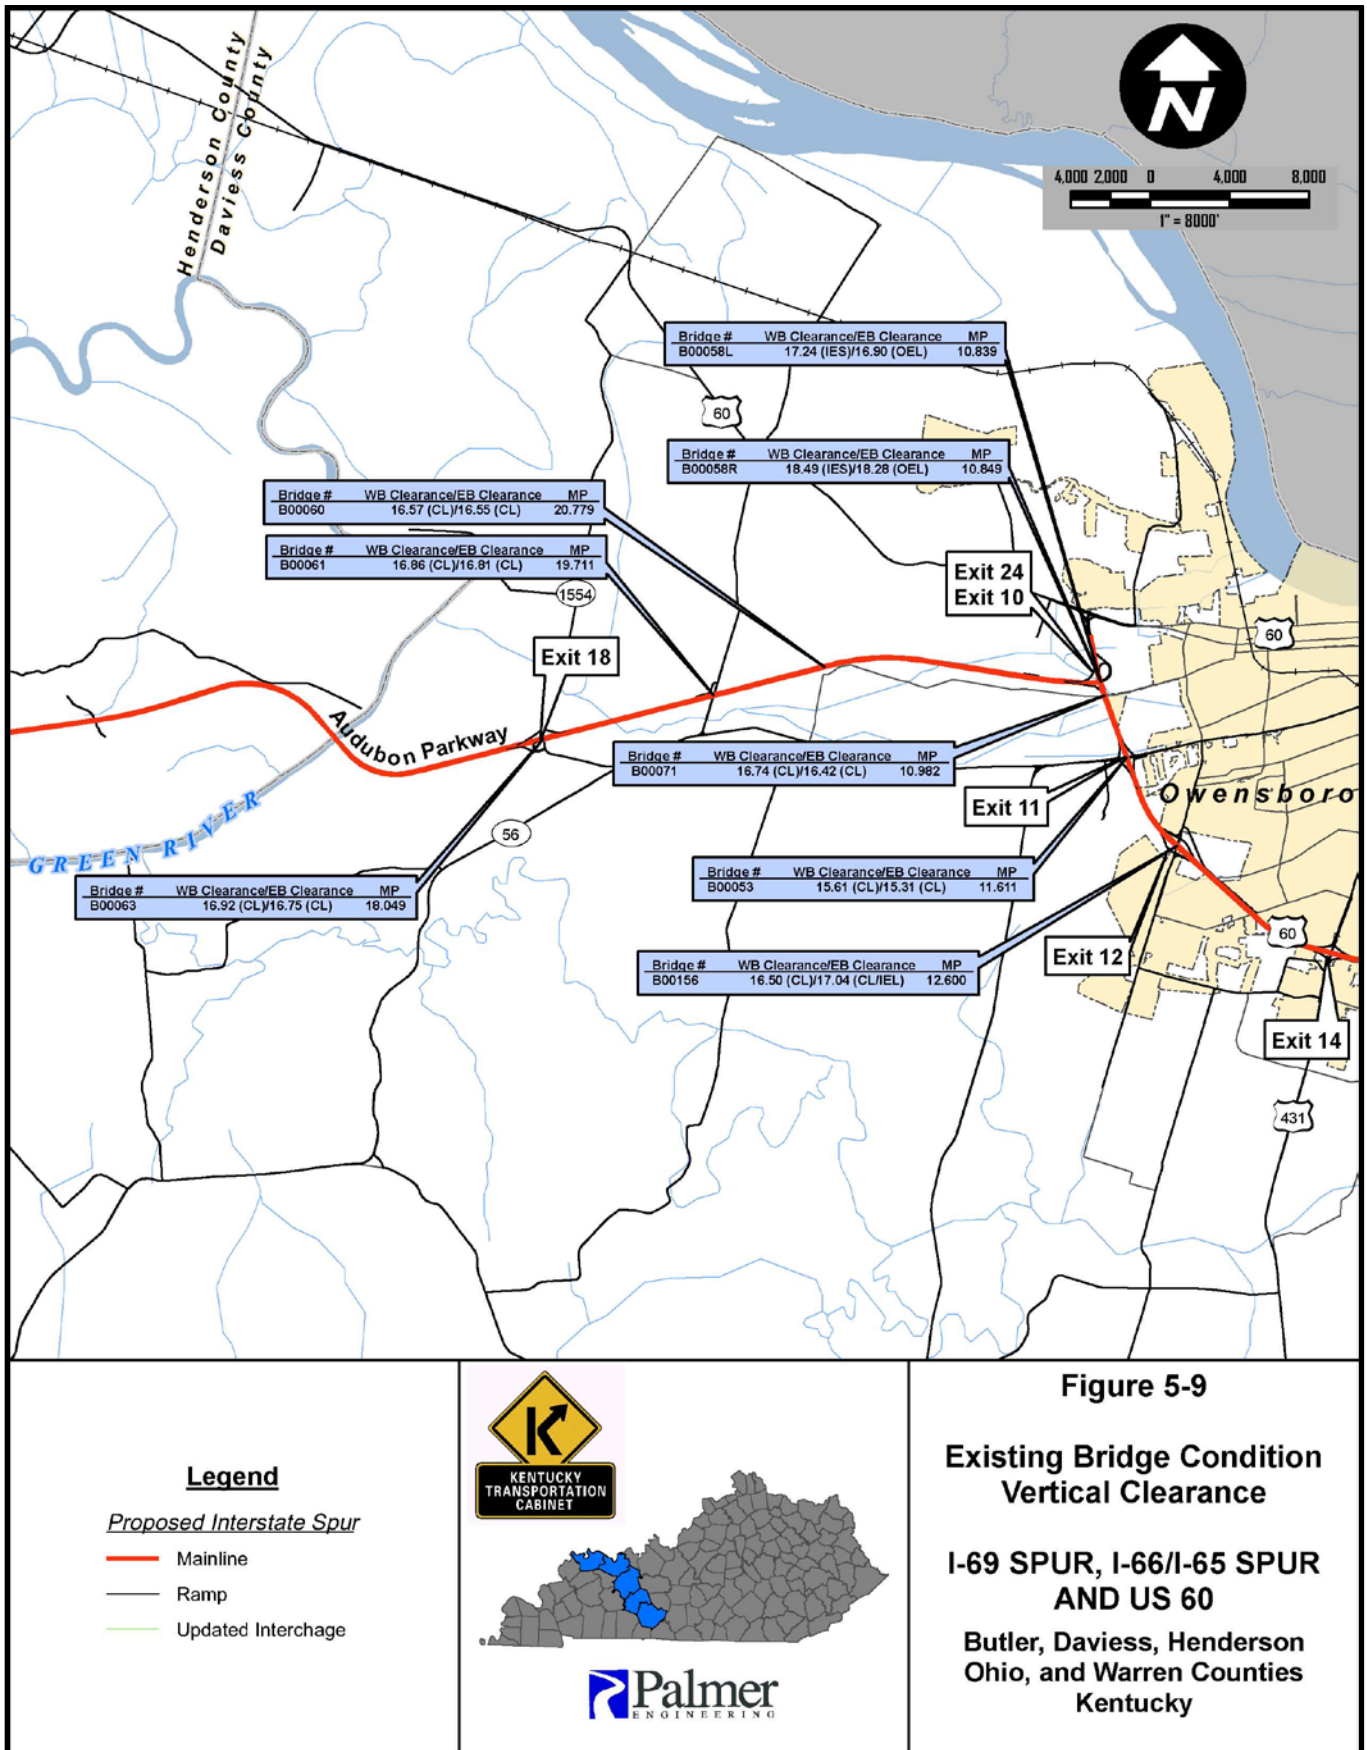 Henderson County
Daviess County
N
4,000 2,000 0 4,000 8,000
1" = 8000'
Bridge # WB Clearance/EB Clearance MP
B00058L 17.24 (IES)/16.90 (OEL) 10.839
60
Bridge # WB Clearance/EB Clearance MP
B00058R 18.49 (IES)/18.28 (OEL) 10.849
Bridge # WB Clearance/EB Clearance MP
B00060 16.57 (CL)/16.55 (CL) 20.779
Bridge # WB Clearance/EB Clearance MP
B00061 16.86 (CL)/16.81 (CL) 19.711
1554
Exit 24
Exit 10
60
Exit 18
Audubon Parkway
Bridge # WB Clearance/EB Clearance MP
B00071 16.74 (CL)/16.42 (CL) 10.982
Exit 11
Owensboro
GREEN RIVER
56
Bridge # WB Clearance/EB Clearance MP
B00063 16.92 (CL)/16.75 (CL) 18.049
Bridge # WB Clearance/EB Clearance MP
B00053 15.61 (CL)/15.31 (CL) 11.611
60
Exit 12
Bridge # WB Clearance/EB Clearance MP
B00156 16.50 (CL)/17.04 (CL/IEL) 12.600
Exit 14
431
Legend
Proposed Interstate Spur
Mainline
Ramp
Updated Interchage
KENTUCKY
TRANSPORTATION
CABINET
Palmer
ENGINEERING
Figure 5-9
Existing Bridge Condition
Vertical Clearance
I-69 SPUR, I-66/I-65 SPUR
AND US 60
Butler, Daviess, Henderson
Ohio, and Warren Counties
Kentucky